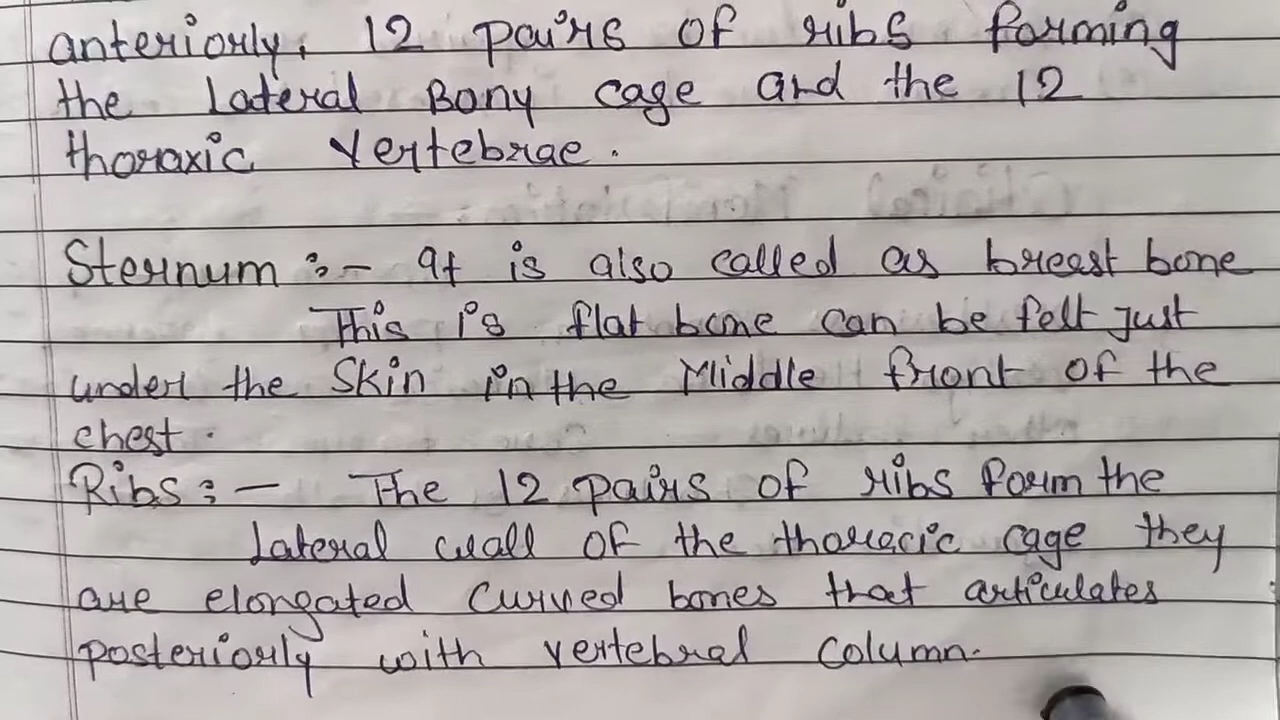 anteriorly, 12 pairs of ribs forming
the Lateral Bony cage and the 12
thoraxic vertebrae.
Sternum :- It is also called as breast bone
This is flat bone can be felt Just
under the Skin in the Middle front of the
chest.
Ribs :- The 12 pairs of ribs form the
Lateral wall of the thoracic cage they
are elongated curved bones that articulates
posteriorly with vertebral column.